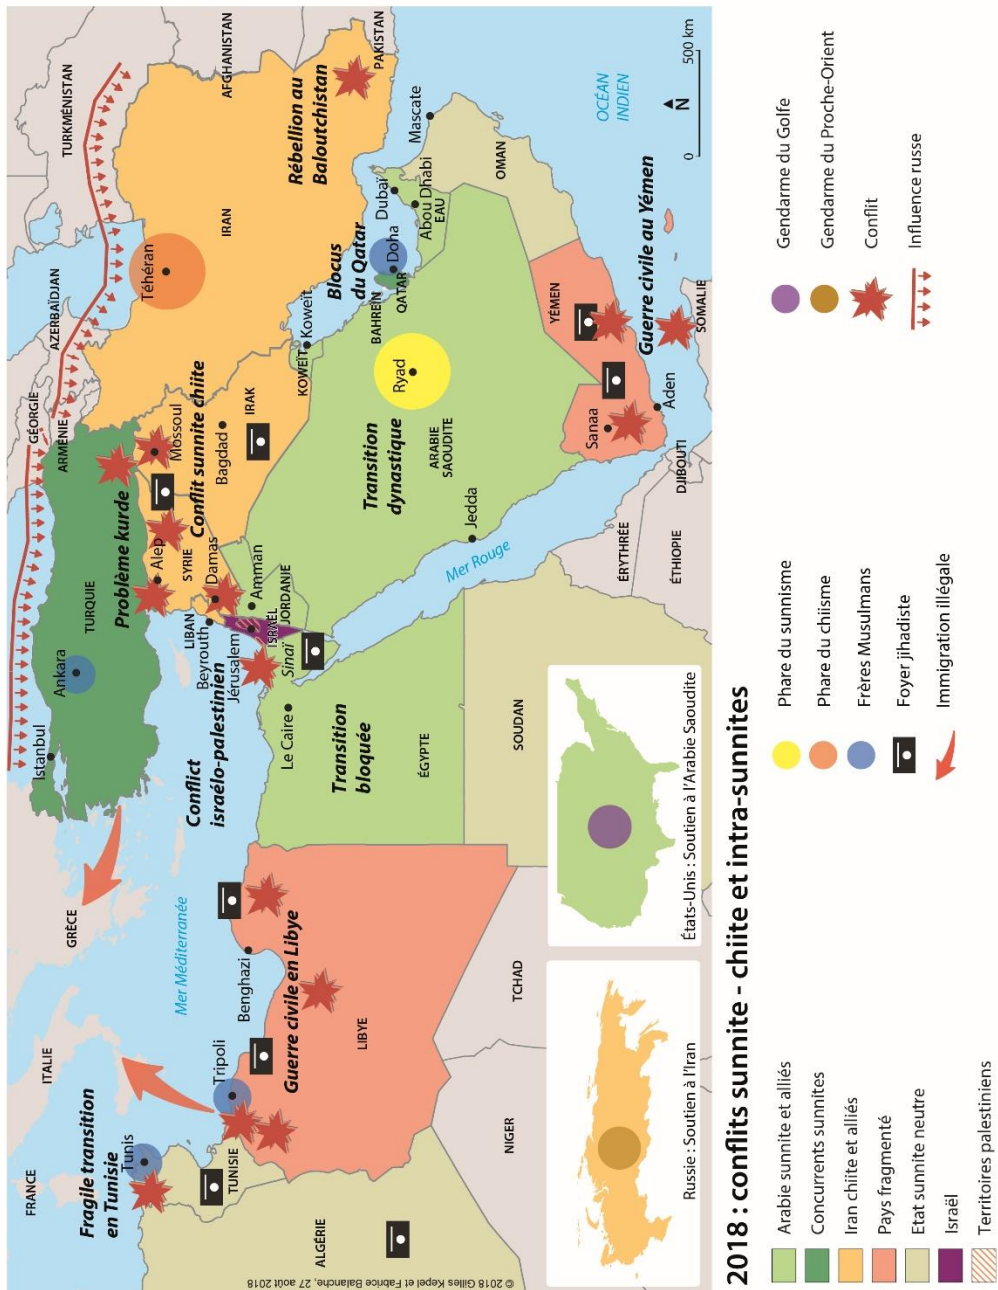 FRANCE
ITALIE
GRÈCE
Mer Méditerranée
Fragile transition
en Tunisie
Tunis
TUNISIE
ALGÉRIE
Tripoli
Benghazi
Guerre civile en Libye
LIBYE
NIGER
TCHAD
SOUDAN
Istanbul
Ankara
TURQUIE
Problème kurde
GÉORGIE
ARMÉNIE
AZERBAÏDJAN
TURKMÉNISTAN
AFGHANISTAN
PAKISTAN
Téhéran
IRAN
Rébellion au
Baloutchistan
Conflict
israélo-palestinien
Alep
SYRIE
Damas
LIBAN
Beyrouth
Jérusalem
ISRAËL
Amman
JORDANIE
Sinaï
Mossoul
Conflit sunnite chiite
Bagdad
IRAK
Le Caire
Transition
bloquée
ÉGYPTE
KOWEÏT
Koweït
Blocus
du Qatar
BAHREIN
QATAR
Doha
Dubaï
Abou Dhabi
EAU
Mascate
OMAN
Transition
dynastique
Ryad
ARABIE
SAOUDITE
Jedda
Mer Rouge
ÉRYTHRÉE
ÉTHIOPIE
DJIBOUTI
SOMALIE
YÉMEN
Sanaa
Aden
Guerre civile au Yémen
OCÉAN
INDIEN
N
0 500 km
Russie : Soutien à l'Iran
États-Unis : Soutien à l'Arabie Saoudite
© 2018 Gilles Kepel et Fabrice Balanche, 27 août 2018
2018 : conflits sunnite - chiite et intra-sunnites
Arabie sunnite et alliés
Concurrents sunnites
Iran chiite et alliés
Pays fragmenté
Etat sunnite neutre
Israël
Territoires palestiniens
Phare du sunnisme
Phare du chiisme
Frères Musulmans
Foyer jihadiste
Immigration illégale
Gendarme du Golfe
Gendarme du Proche-Orient
Conflit
Influence russe